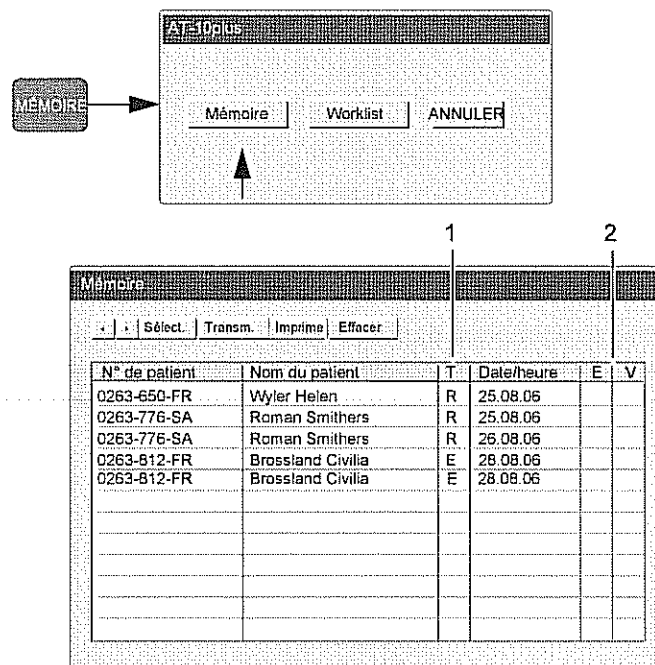 AT-10plus
MÉMOIRE
Mémoire Worklist ANNULER
1 2
Mémoire
Sélect. Transm. Imprime Effacer
N° de patient Nom du patient T Date/heure E V
0263-650-FR Wyler Helen R 25.08.06
0263-776-SA Roman Smithers R 25.08.06
0263-776-SA Roman Smithers R 26.08.06
0263-812-FR Brossland Civilia E 28.08.06
0263-812-FR Brossland Civilia E 28.08.06